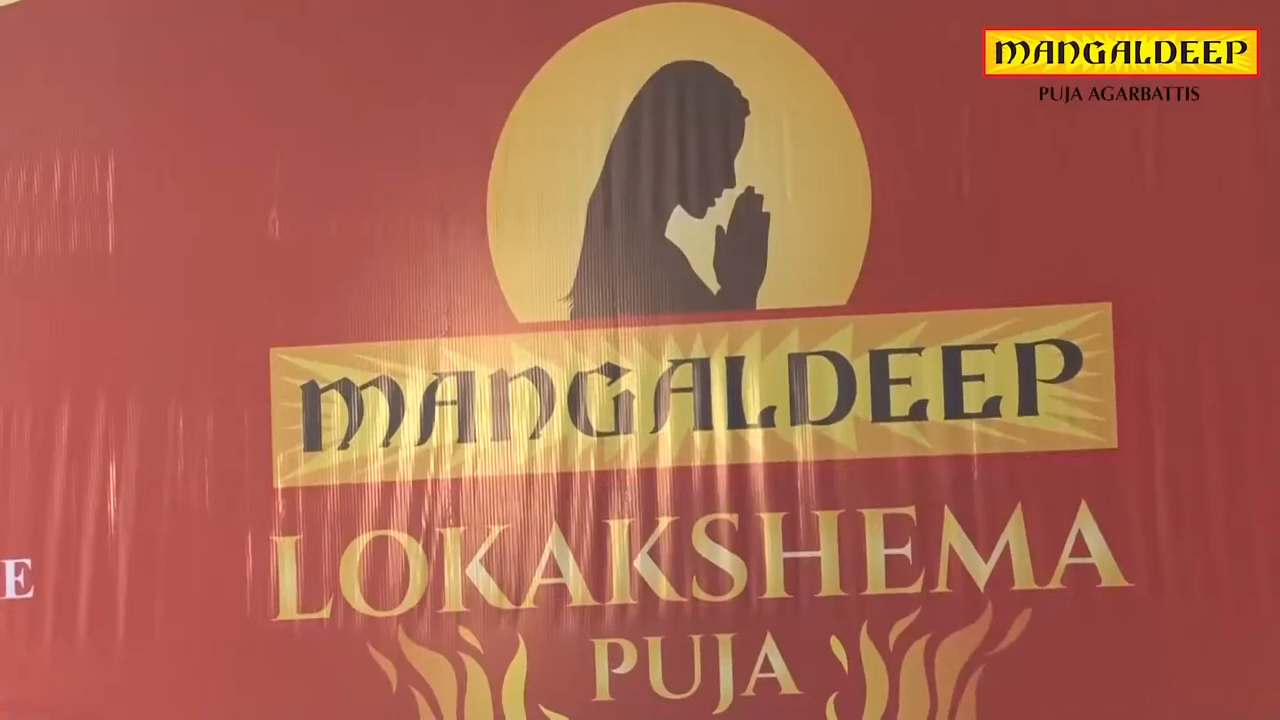 MANGALDEEP
PUJA AGARBATTIS
MANGALDEEP
LOKAKSHEMA
E
PUJA